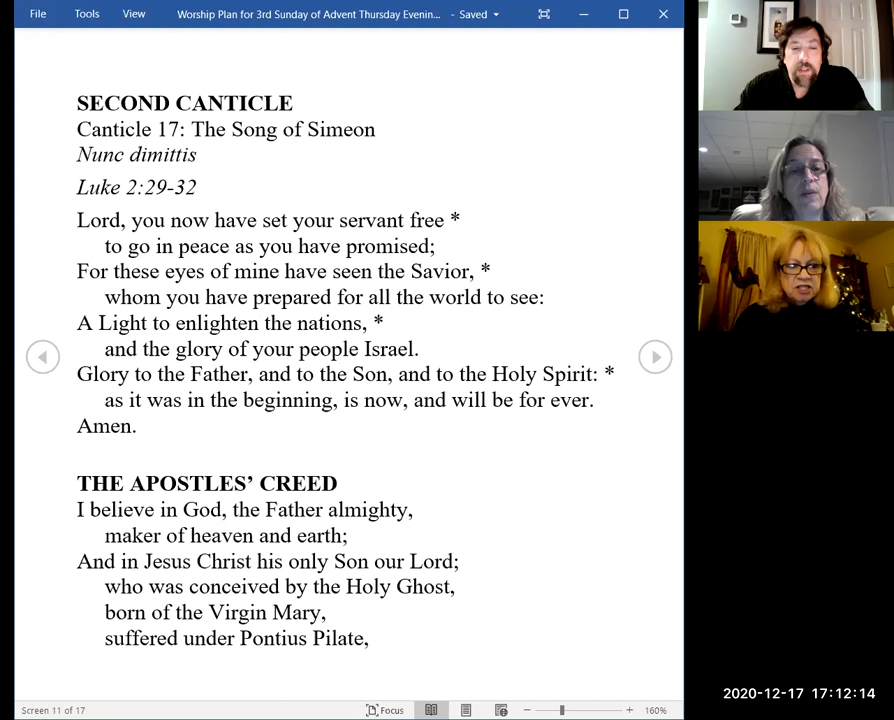 File Tools View Worship Plan for 3rd Sunday of Advent Thursday Evenin... - Saved
SECOND CANTICLE
Canticle 17: The Song of Simeon
Nunc dimittis
Luke 2:29-32
Lord, you now have set your servant free *
to go in peace as you have promised;
For these eyes of mine have seen the Savior, *
whom you have prepared for all the world to see:
A Light to enlighten the nations, *
and the glory of your people Israel.
Glory to the Father, and to the Son, and to the Holy Spirit: *
as it was in the beginning, is now, and will be for ever.
Amen.
THE APOSTLES’ CREED
I believe in God, the Father almighty,
maker of heaven and earth;
And in Jesus Christ his only Son our Lord;
who was conceived by the Holy Ghost,
born of the Virgin Mary,
suffered under Pontius Pilate,
Screen 11 of 17 Focus 160%
2020-12-17 17:12:14